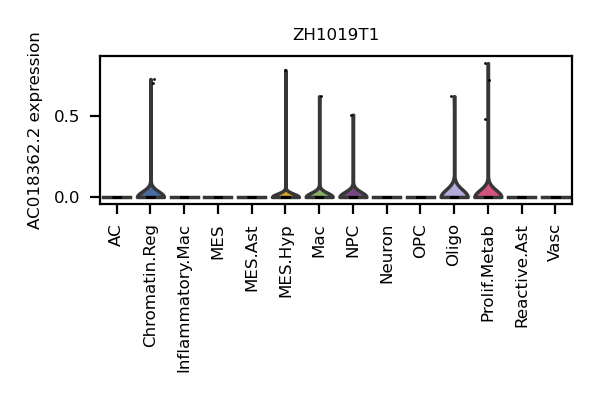 ZH1019T1
AC018362.2 expression
0.5
0.0
AC
Chromatin.Reg
Inflammatory.Mac
MES
MES.Ast
MES.Hyp
Mac
NPC
Neuron
OPC
Oligo
Prolif.Metab
Reactive.Ast
Vasc